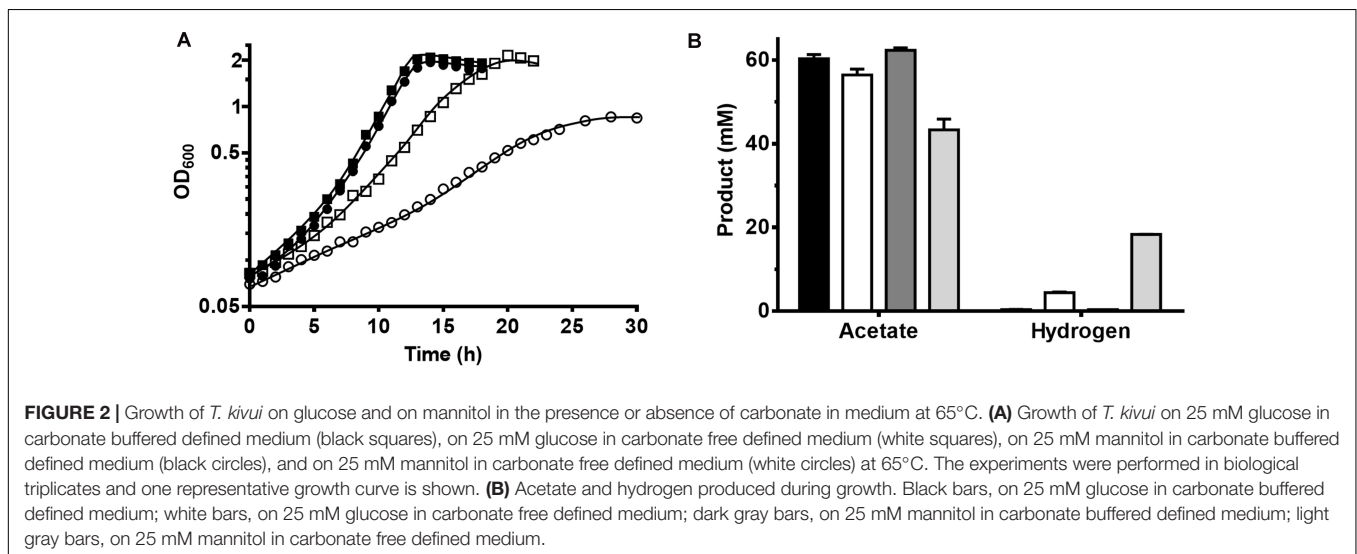 A
2
1
0.5
0.05
OD600
0 5 10 15 20 25 30
Time (h)
B
60
40
20
0
Product (mM)
Acetate Hydrogen
FIGURE 2 | Growth of T. kivui on glucose and on mannitol in the presence or absence of carbonate in medium at 65°C. (A) Growth of T. kivui on 25 mM glucose in
carbonate buffered defined medium (black squares), on 25 mM glucose in carbonate free defined medium (white squares), on 25 mM mannitol in carbonate buffered
defined medium (black circles), and on 25 mM mannitol in carbonate free defined medium (white circles) at 65°C. The experiments were performed in biological
triplicates and one representative growth curve is shown. (B) Acetate and hydrogen produced during growth. Black bars, on 25 mM glucose in carbonate buffered
defined medium; white bars, on 25 mM glucose in carbonate free defined medium; dark gray bars, on 25 mM mannitol in carbonate buffered defined medium; light
gray bars, on 25 mM mannitol in carbonate free defined medium.